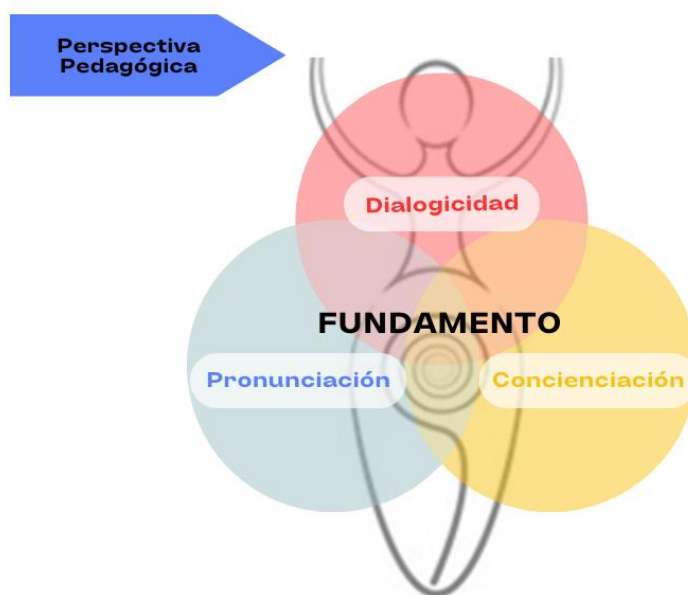 Perspectiva
Pedagógica
Dialogicidad
FUNDAMENTO
Pronunciación
Concienciación